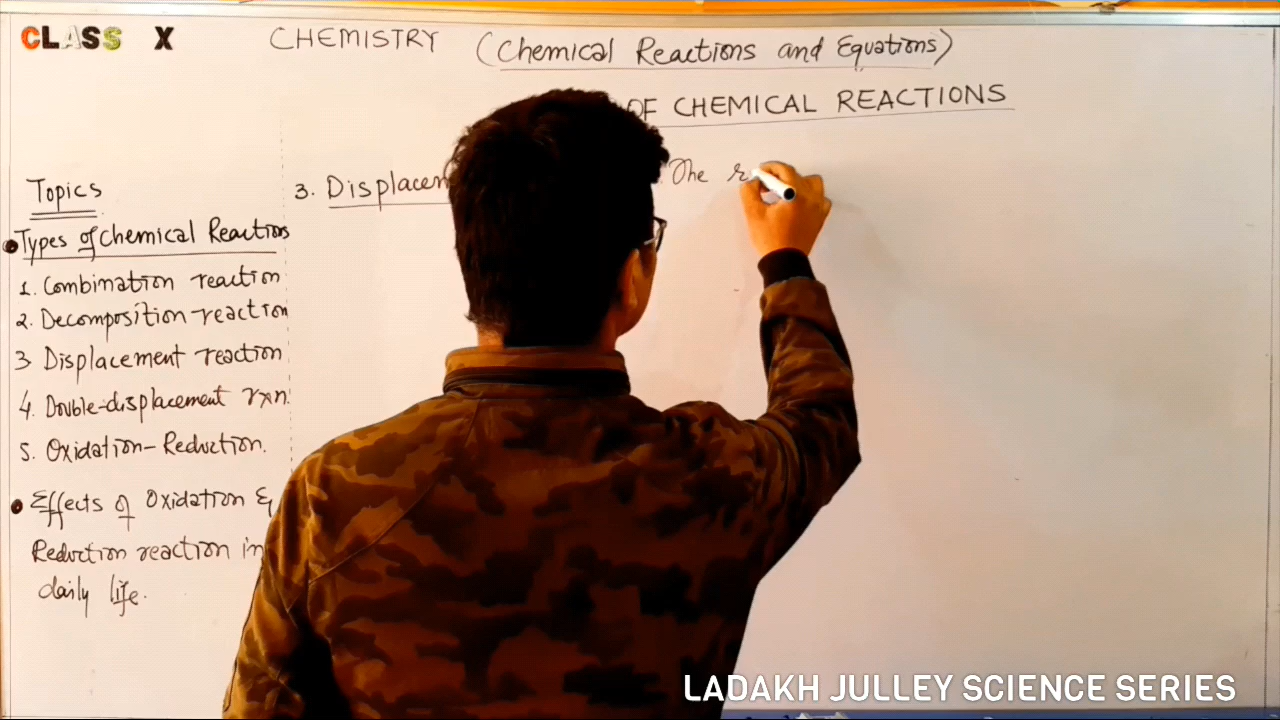 CLASS X CHEMISTRY (Chemical Reactions and Equations)
OF CHEMICAL REACTIONS
Topics
Types of Chemical Reactions
1. Combination reaction
2. Decomposition reaction
3 Displacement reaction
4. Double-displacement rxn.
5. Oxidation-Reduction.
Effects of Oxidation &
Reduction reaction in
daily life.
3. Displacem The r
LADAKH JULLEY SCIENCE SERIES